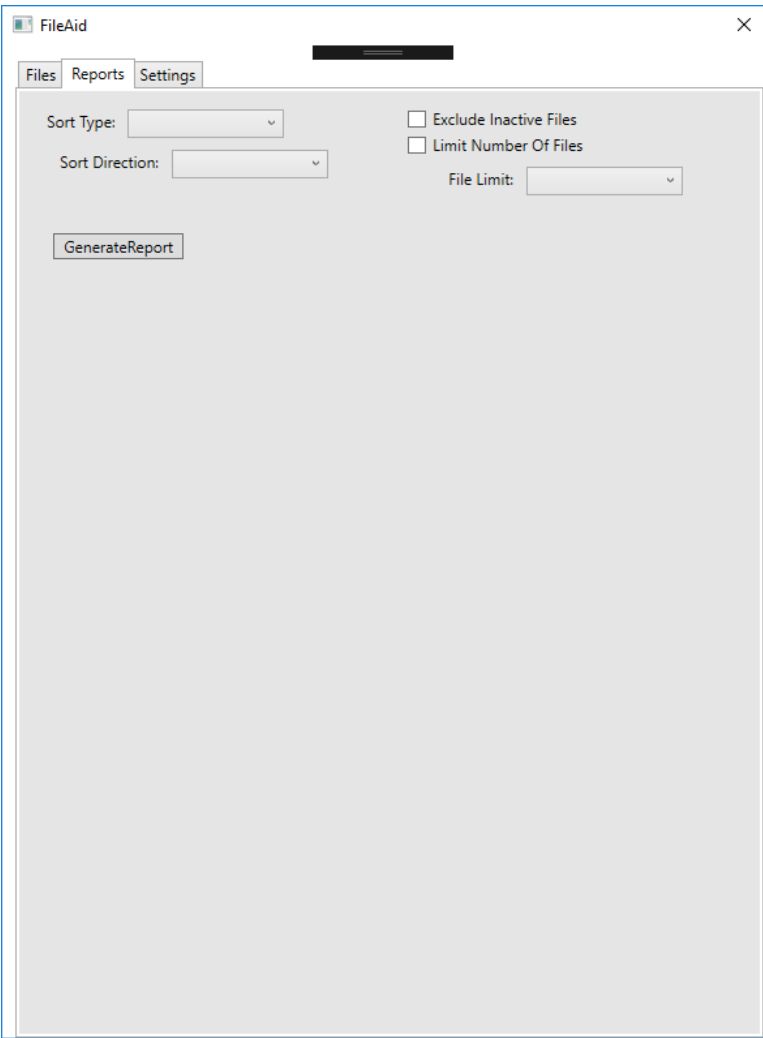 FileAid
Files Reports Settings
Sort Type:
Sort Direction:
Exclude Inactive Files
Limit Number Of Files
File Limit:
GenerateReport